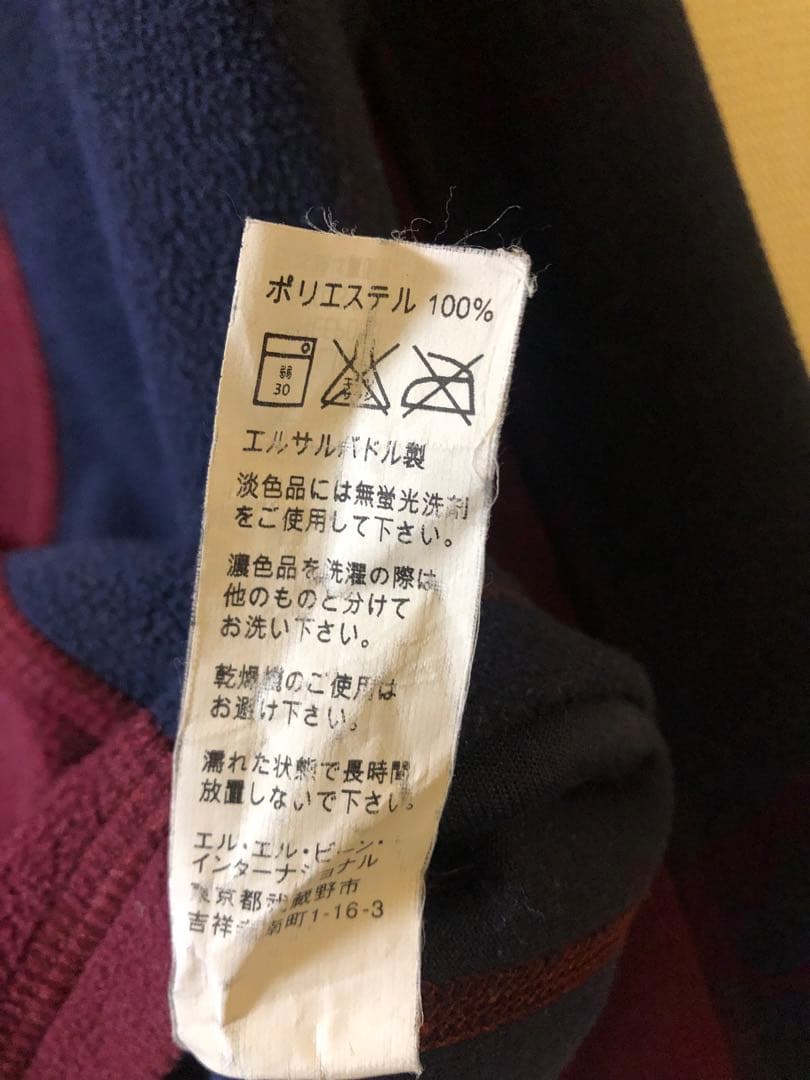 ポリエステル 100%
弱
30
エルサルバドル製
淡色品には無蛍光洗剤
をご使用して下さい。
濃色品を洗濯の際は
他のものと分けて
お洗い下さい。
乾燥機のご使用は
お避け下さい。
濡れた状態で長時間
放置しないで下さい。
エル・エル・ビーン・
インターナショナル
東京都武蔵野市
吉祥寺南町1-16-3